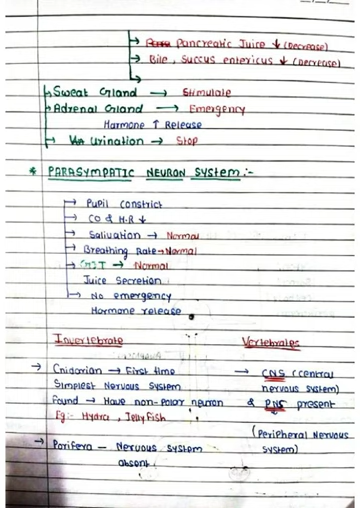 → Pancreatic Juice ↓ (Decrease)
→ Bile, Succus entericus ↓ (Decrease)
→ Sweat Gland → Stimulate
→ Adrenal Gland → Emergency
Harmone ↑ Release
→ Urination → Stop
* PARASYMPATIC NEURON SYSTEM :-
→ Pupil constrict
→ CO & H.R ↓
→ Salivation → Normal
→ Breathing Rate → Normal
→ GIT → Normal
Juice Secretion
→ No emergency
Harmone release
Invertebrate Vertebrates
→ Cnidarian → First time → CNS (central
Simplest Nervous System nervous system)
Found → Have non-polar neuron & PNS present
Eg:- Hydra, Jelly Fish
(Peripheral Nervous
→ Porifera — Nervous System System)
absent